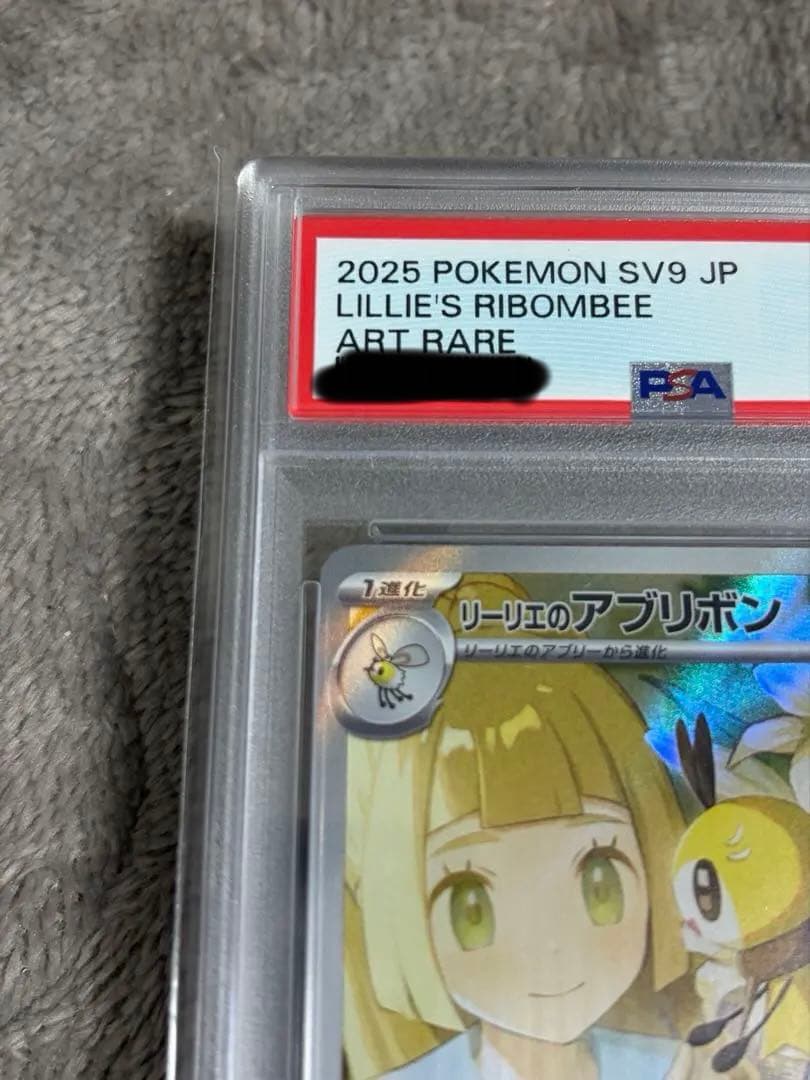 2025 POKEMON SV9 JP
LILLIE'S RIBOMBEE
ART RARE
PSA
1進化
リーリエのアブリボン
リーリエのアブリーから進化